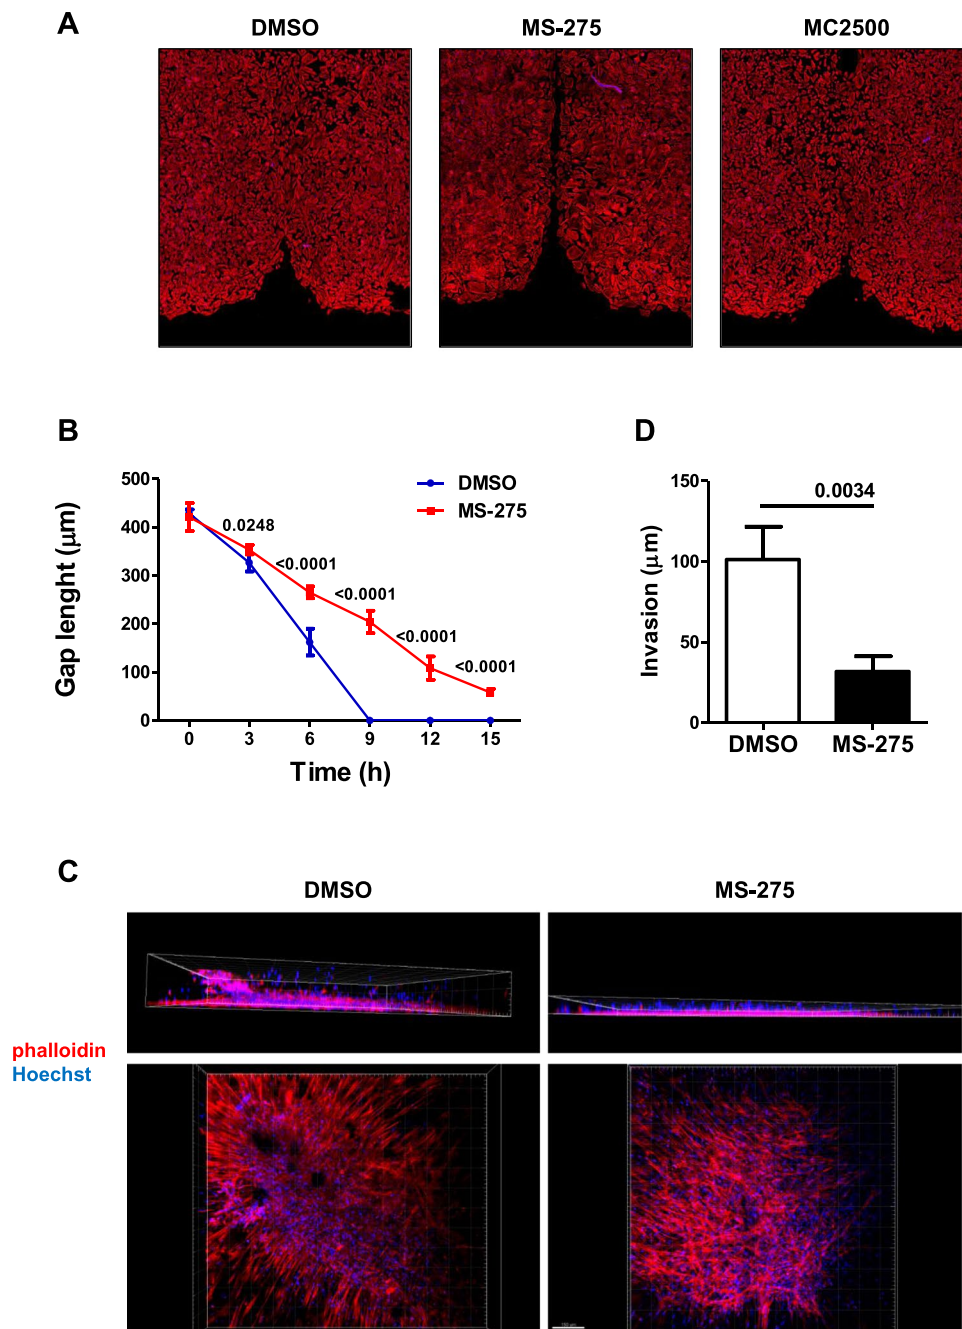 A
DMSO
MS-275
MC2500
B
500
400
300
200
100
0
Gap lenght (μm)
0.0248
<0.0001
<0.0001
<0.0001
<0.0001
DMSO
MS-275
0 3 6 9 12 15
Time (h)
D
150
100
50
0
Invasion (μm)
0.0034
DMSO MS-275
C
DMSO
MS-275
phalloidin
Hoechst